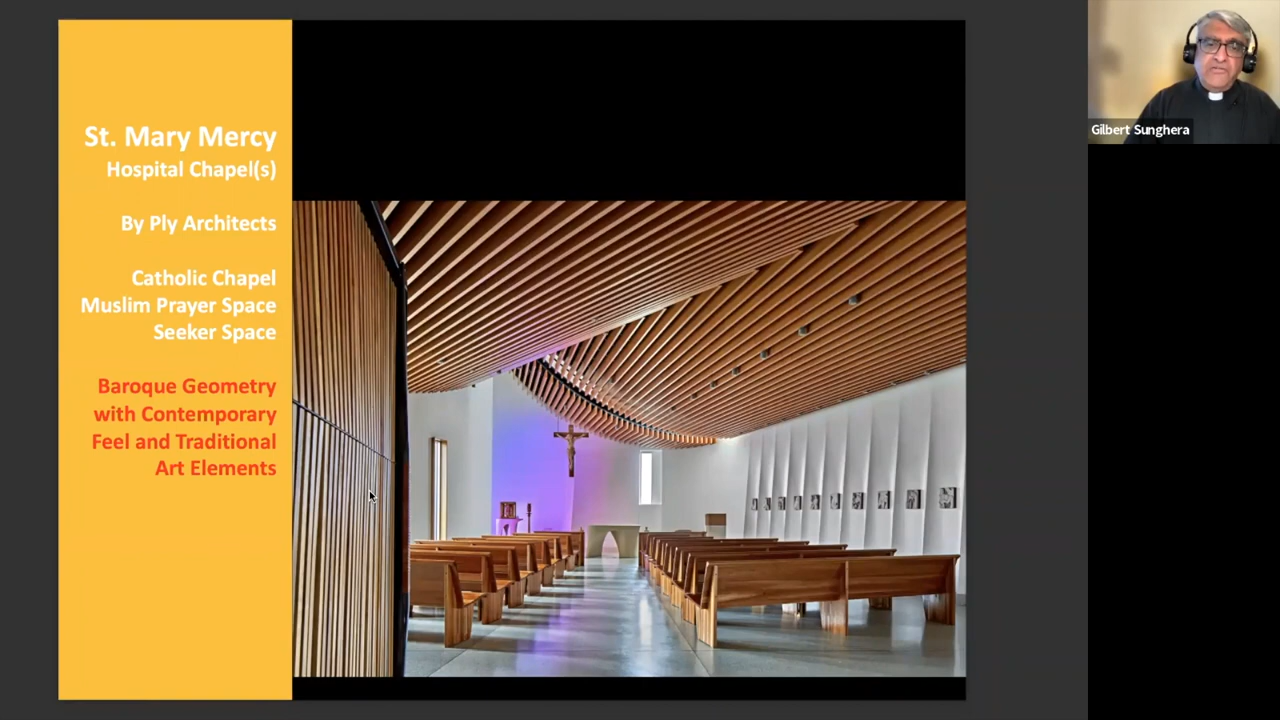 St. Mary Mercy
Hospital Chapel(s)
By Ply Architects
Catholic Chapel
Muslim Prayer Space
Seeker Space
Baroque Geometry
with Contemporary
Feel and Traditional
Art Elements
Gilbert Sunghera